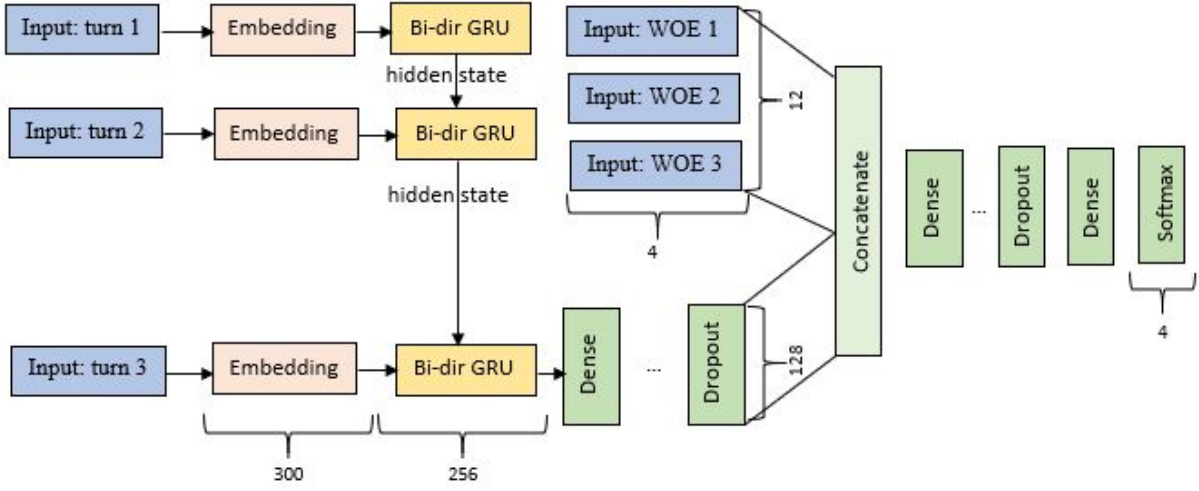 Input: turn 1
Embedding
Bi-dir GRU
hidden state
Input: turn 2
Embedding
Bi-dir GRU
hidden state
Input: turn 3
Embedding
Bi-dir GRU
300
256
Dense
...
Dropout
128
Input: WOE 1
Input: WOE 2
Input: WOE 3
12
4
Concatenate
Dense
...
Dropout
Dense
Softmax
4